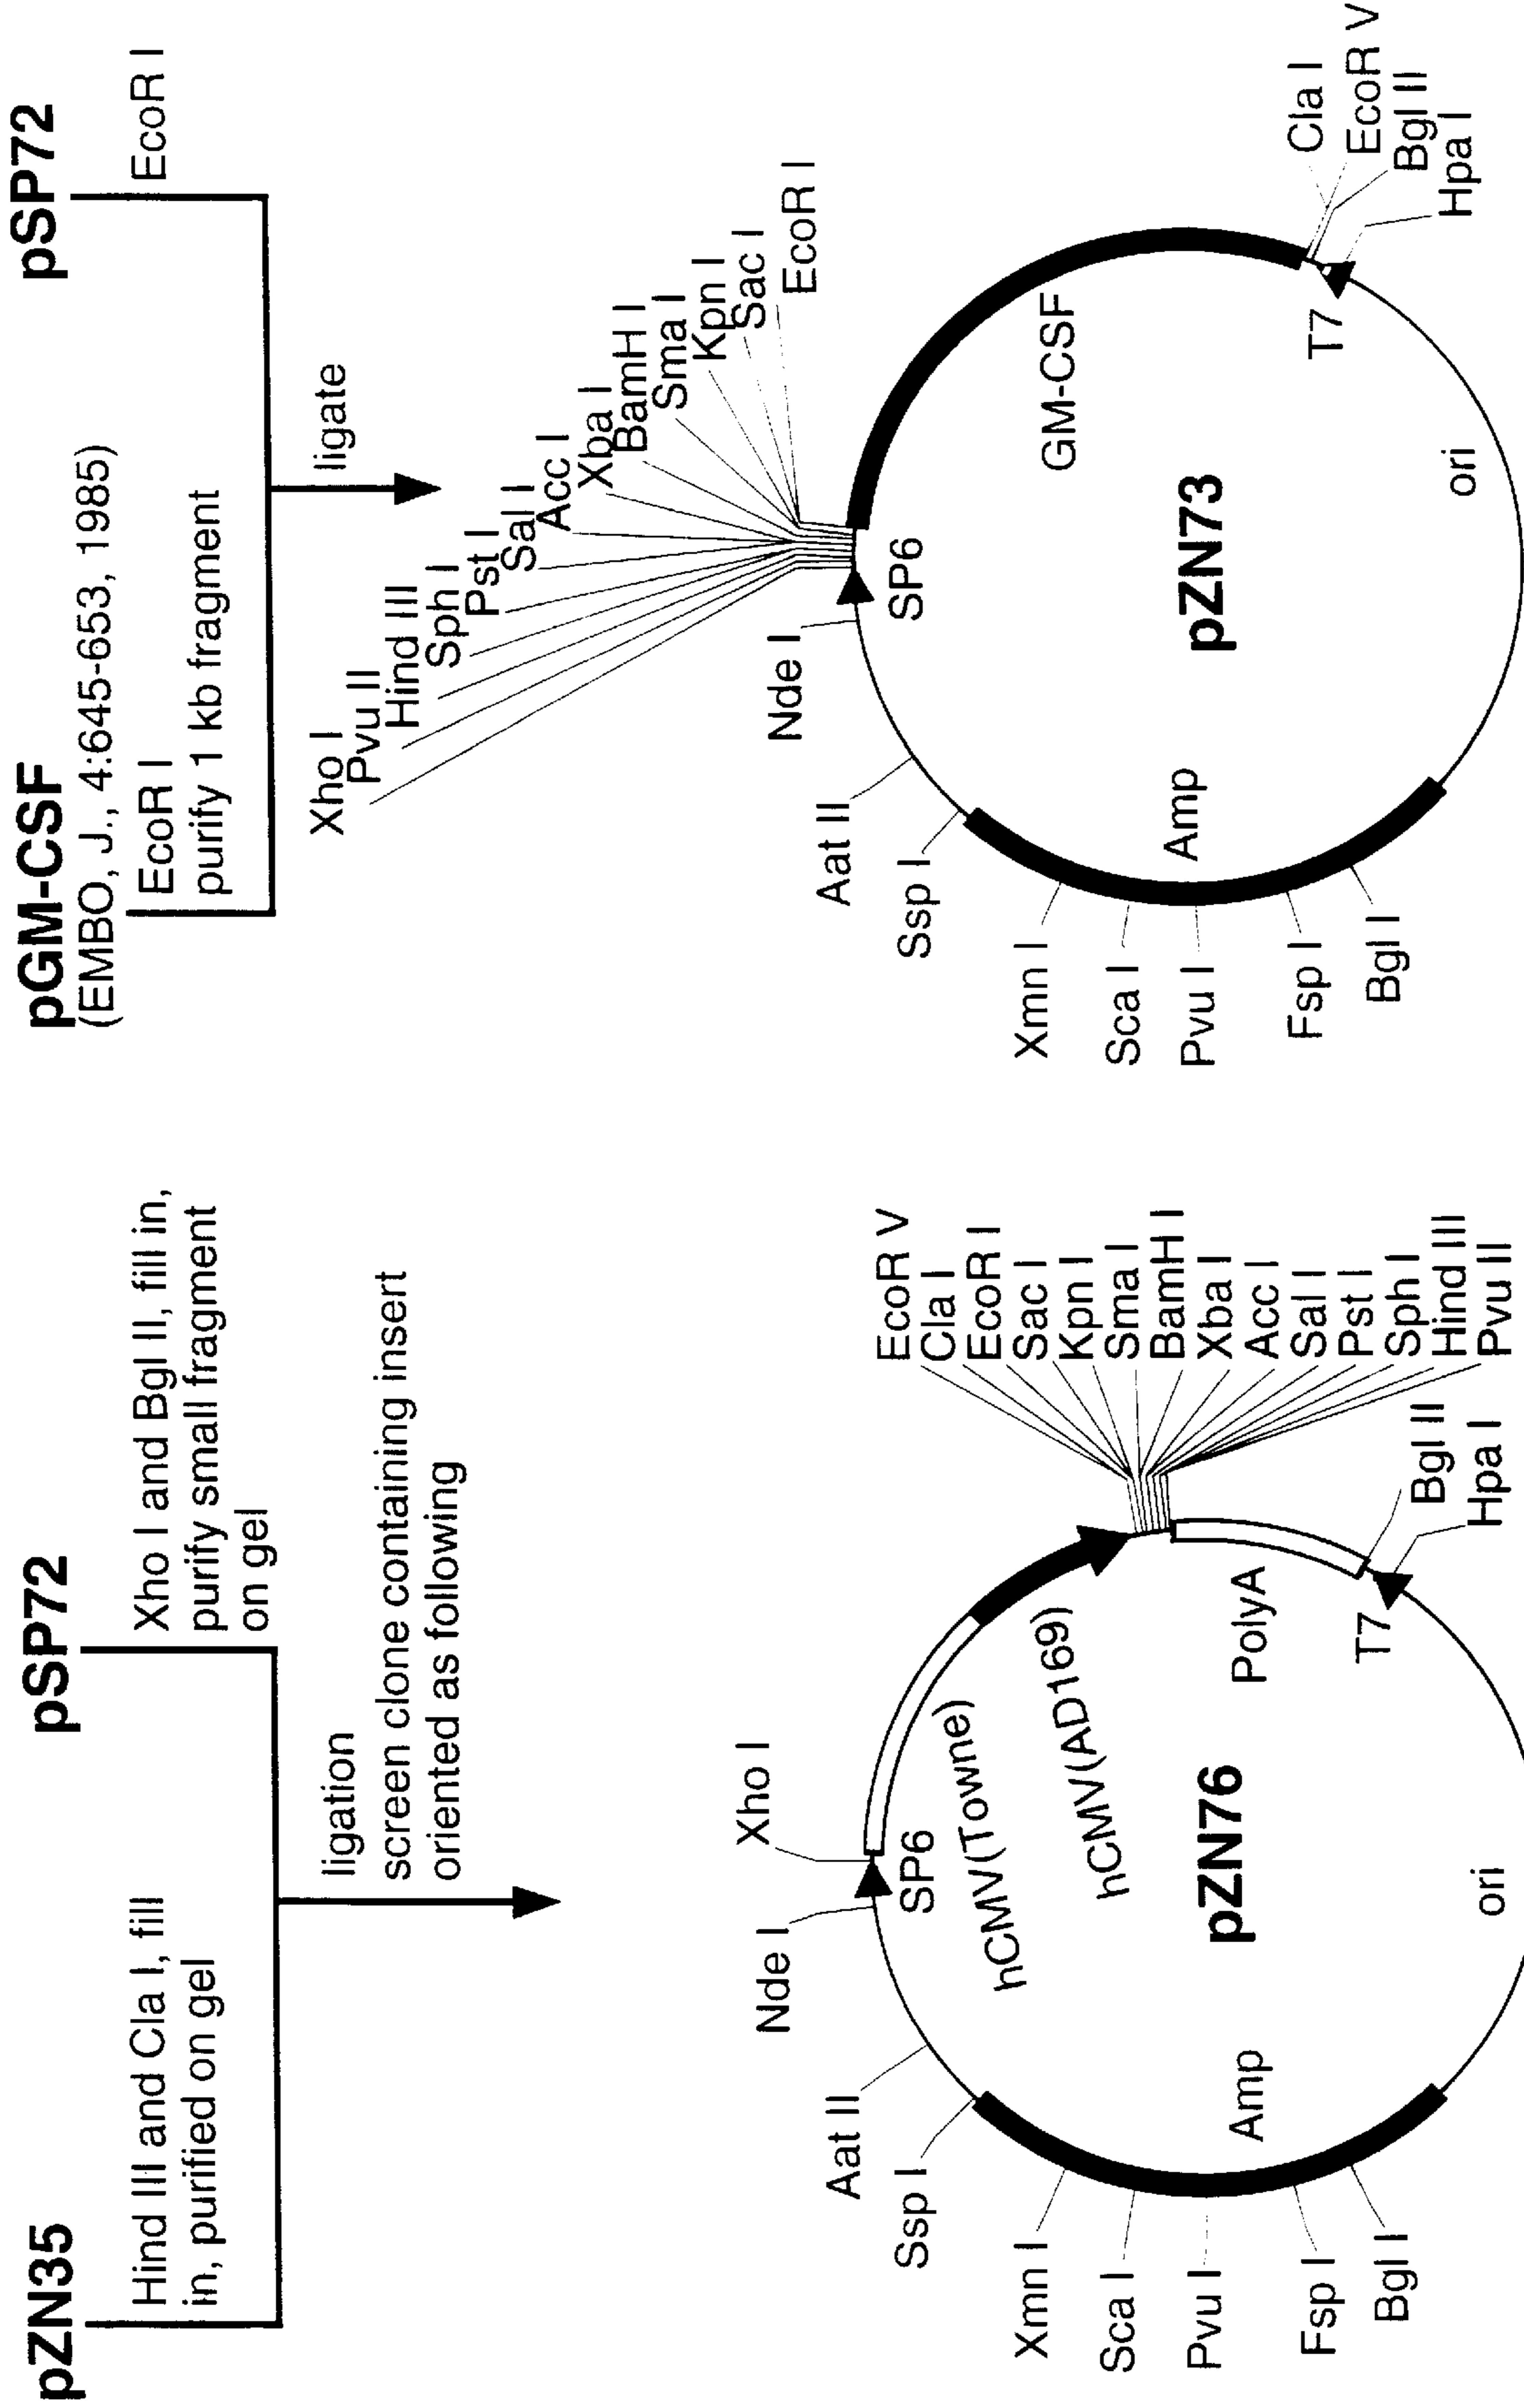 pZN35
Hind III and Cla I, fill
in, purified on gel
pSP72
Xho I and Bgl II, fill in,
purify small fragment
on gel
ligation
screen clone containing insert
oriented as following
Xho I
Nde I
SP6
Aat II
Ssp I
hCMV(Towne)
hCMV(AD169)
EcoR V
Cla I
EcoR I
Sac I
Kpn I
Sma I
BamH I
Xba I
Acc I
Sal I
Pst I
Sph I
Hind III
Pvu II
Xmn I
Sca I
Pvu I
Fsp I
Bgl I
Amp
pZN76
PolyA
Bgl II
Hpa I
T7
ori
pGM-CSF
(EMBO, J., 4:645-653, 1985)
EcoR I
purify 1 kb fragment
pSP72
EcoR I
ligate
Xho I
Pvu II
Hind III
Sph I
Pst I
Sal I
Acc I
Xba I
BamH I
Sma I
Kpn I
Sac I
EcoR I
Nde I
SP6
Aat II
Ssp I
Xmn I
Sca I
Pvu I
Fsp I
Bgl I
Amp
GM-CSF
pZN73
Cla I
EcoR V
Bgl II
Hpa I
T7
ori